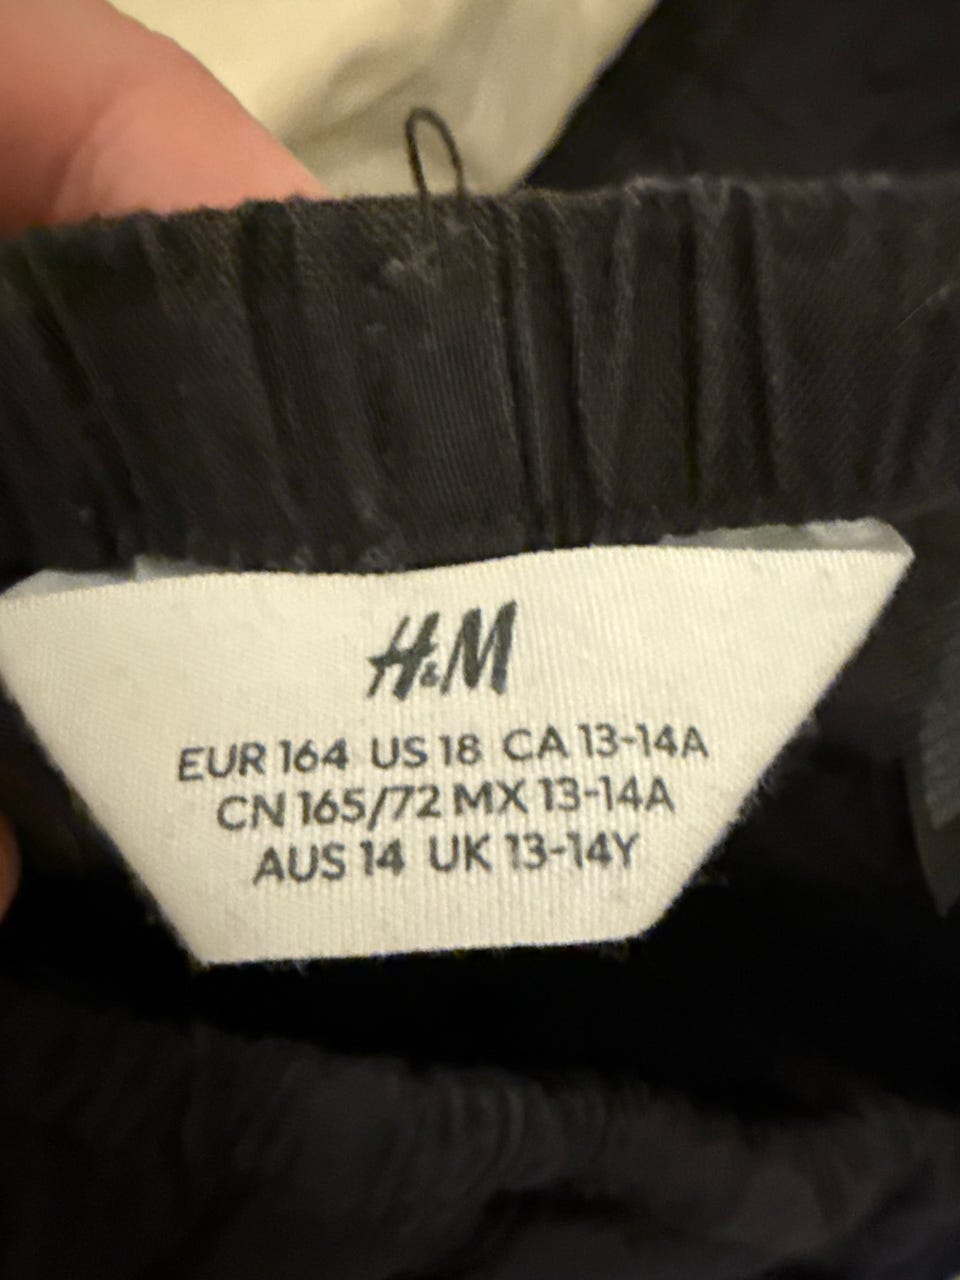 H&M
EUR 164 US 18 CA 13-14A
CN 165/72 MX 13-14A
AUS 14 UK 13-14Y